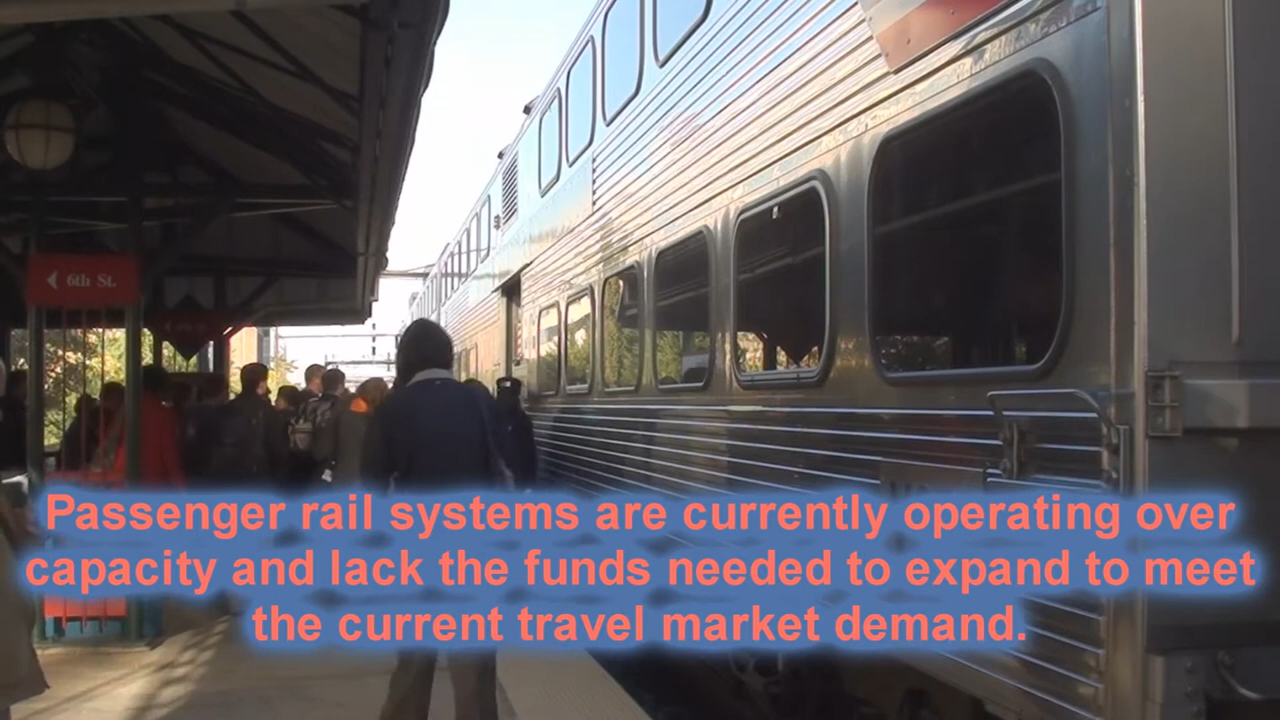 6th St.
Passenger rail systems are currently operating over
capacity and lack the funds needed to expand to meet
the current travel market demand.